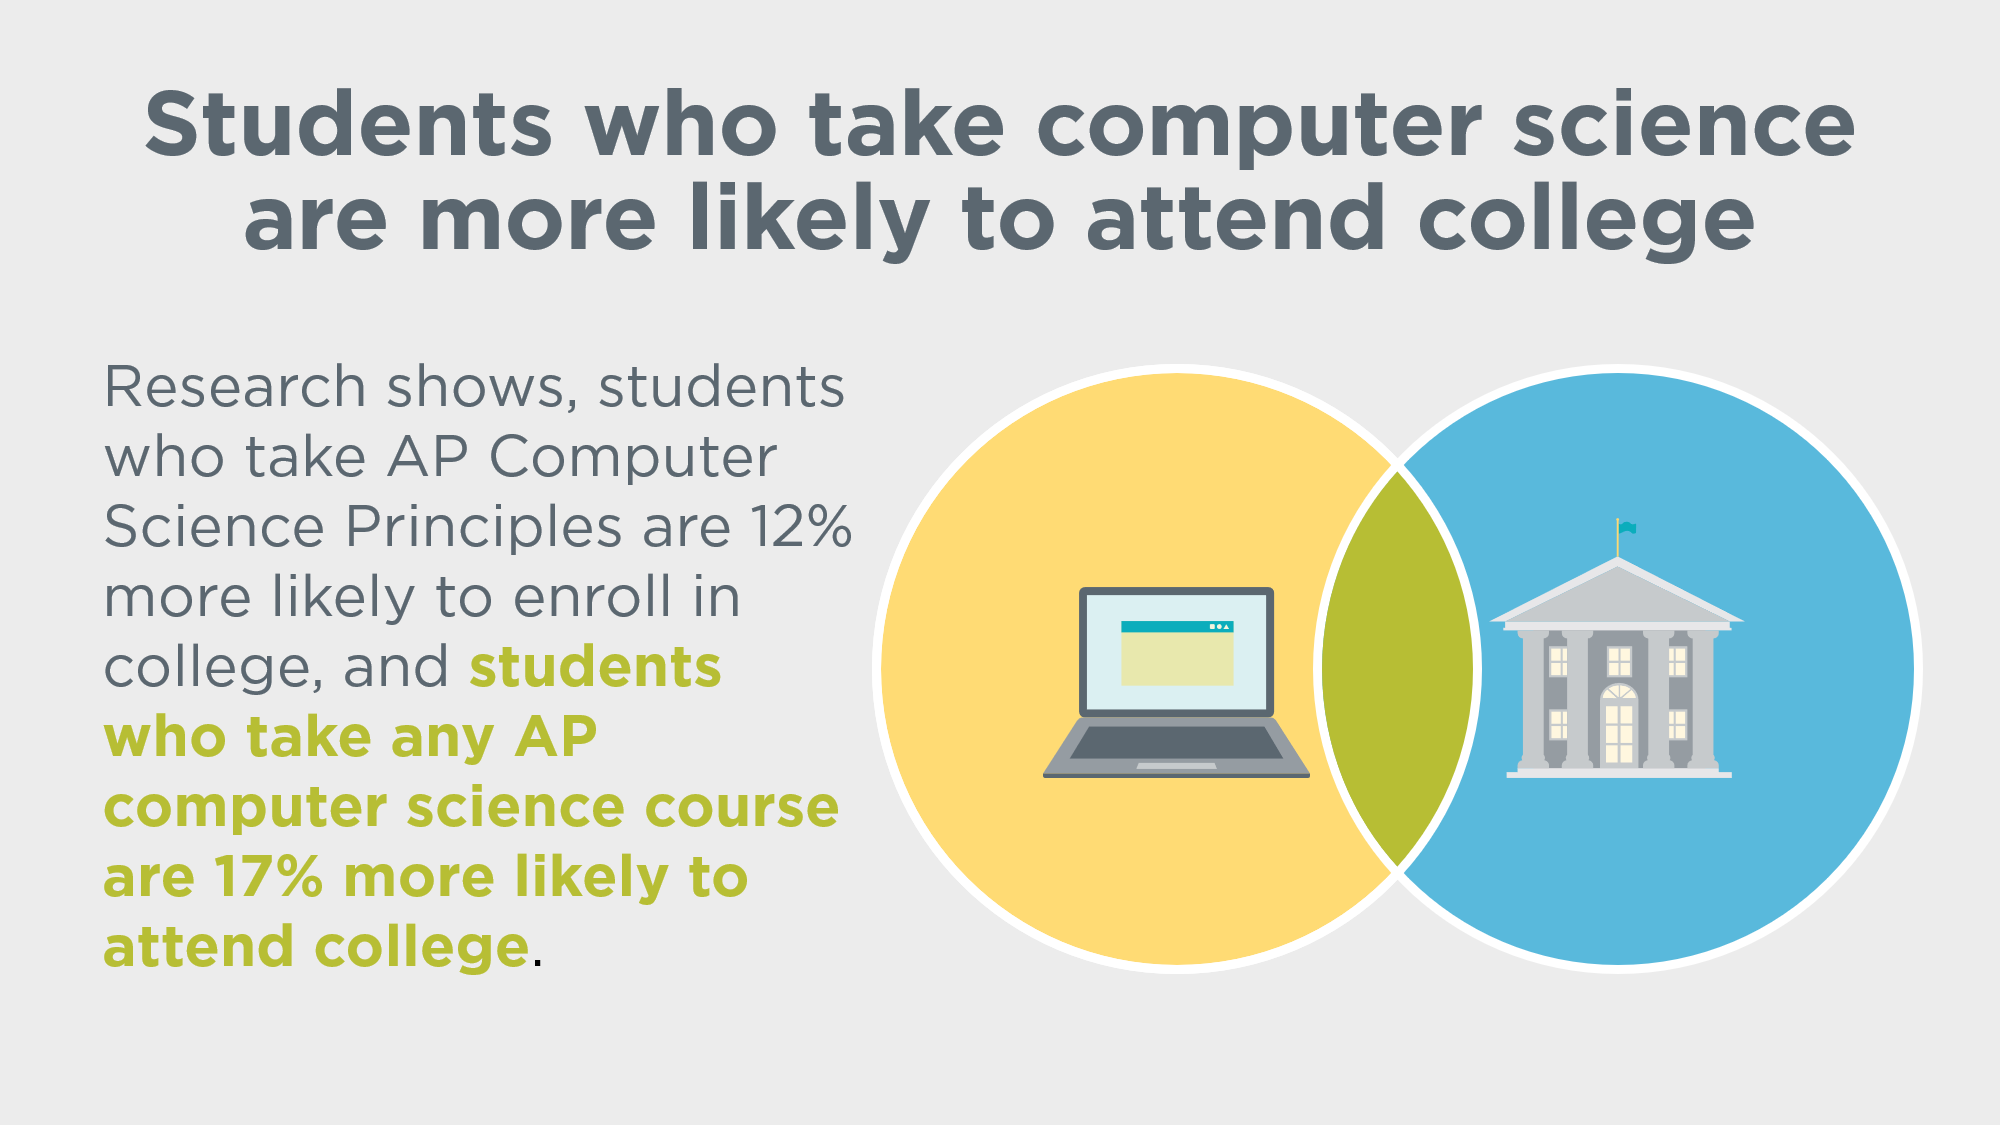 Students who take computer science
are more likely to attend college
Research shows, students
who take AP Computer
Science Principles are 12%
more likely to enroll in
college, and students
who take any AP
computer science course
are 17% more likely to
attend college.